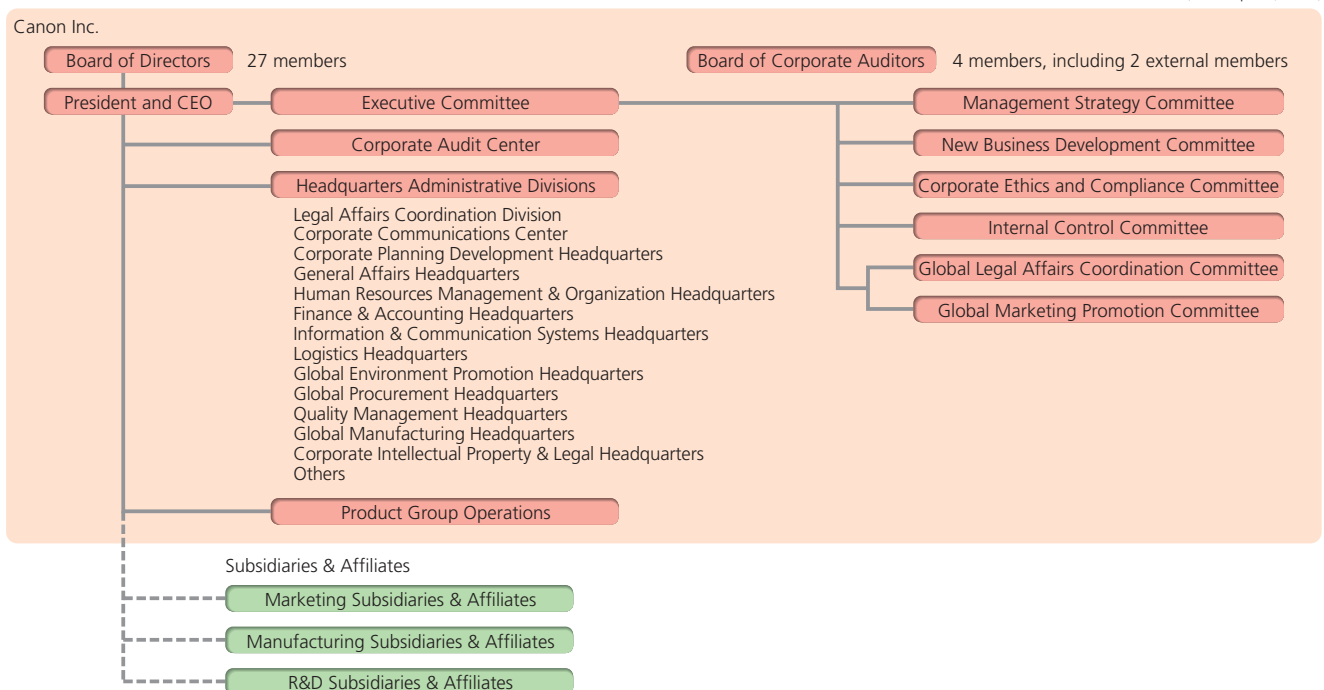 Canon Inc.
Board of Directors 27 members
Board of Corporate Auditors 4 members, including 2 external members
President and CEO
Executive Committee
Management Strategy Committee
Corporate Audit Center
New Business Development Committee
Headquarters Administrative Divisions
Corporate Ethics and Compliance Committee
Legal Affairs Coordination Division
Corporate Communications Center
Corporate Planning Development Headquarters
General Affairs Headquarters
Human Resources Management & Organization Headquarters
Finance & Accounting Headquarters
Information & Communication Systems Headquarters
Logistics Headquarters
Global Environment Promotion Headquarters
Global Procurement Headquarters
Quality Management Headquarters
Global Manufacturing Headquarters
Corporate Intellectual Property & Legal Headquarters
Others
Internal Control Committee
Global Legal Affairs Coordination Committee
Global Marketing Promotion Committee
Product Group Operations
Subsidiaries & Affiliates
Marketing Subsidiaries & Affiliates
Manufacturing Subsidiaries & Affiliates
R&D Subsidiaries & Affiliates